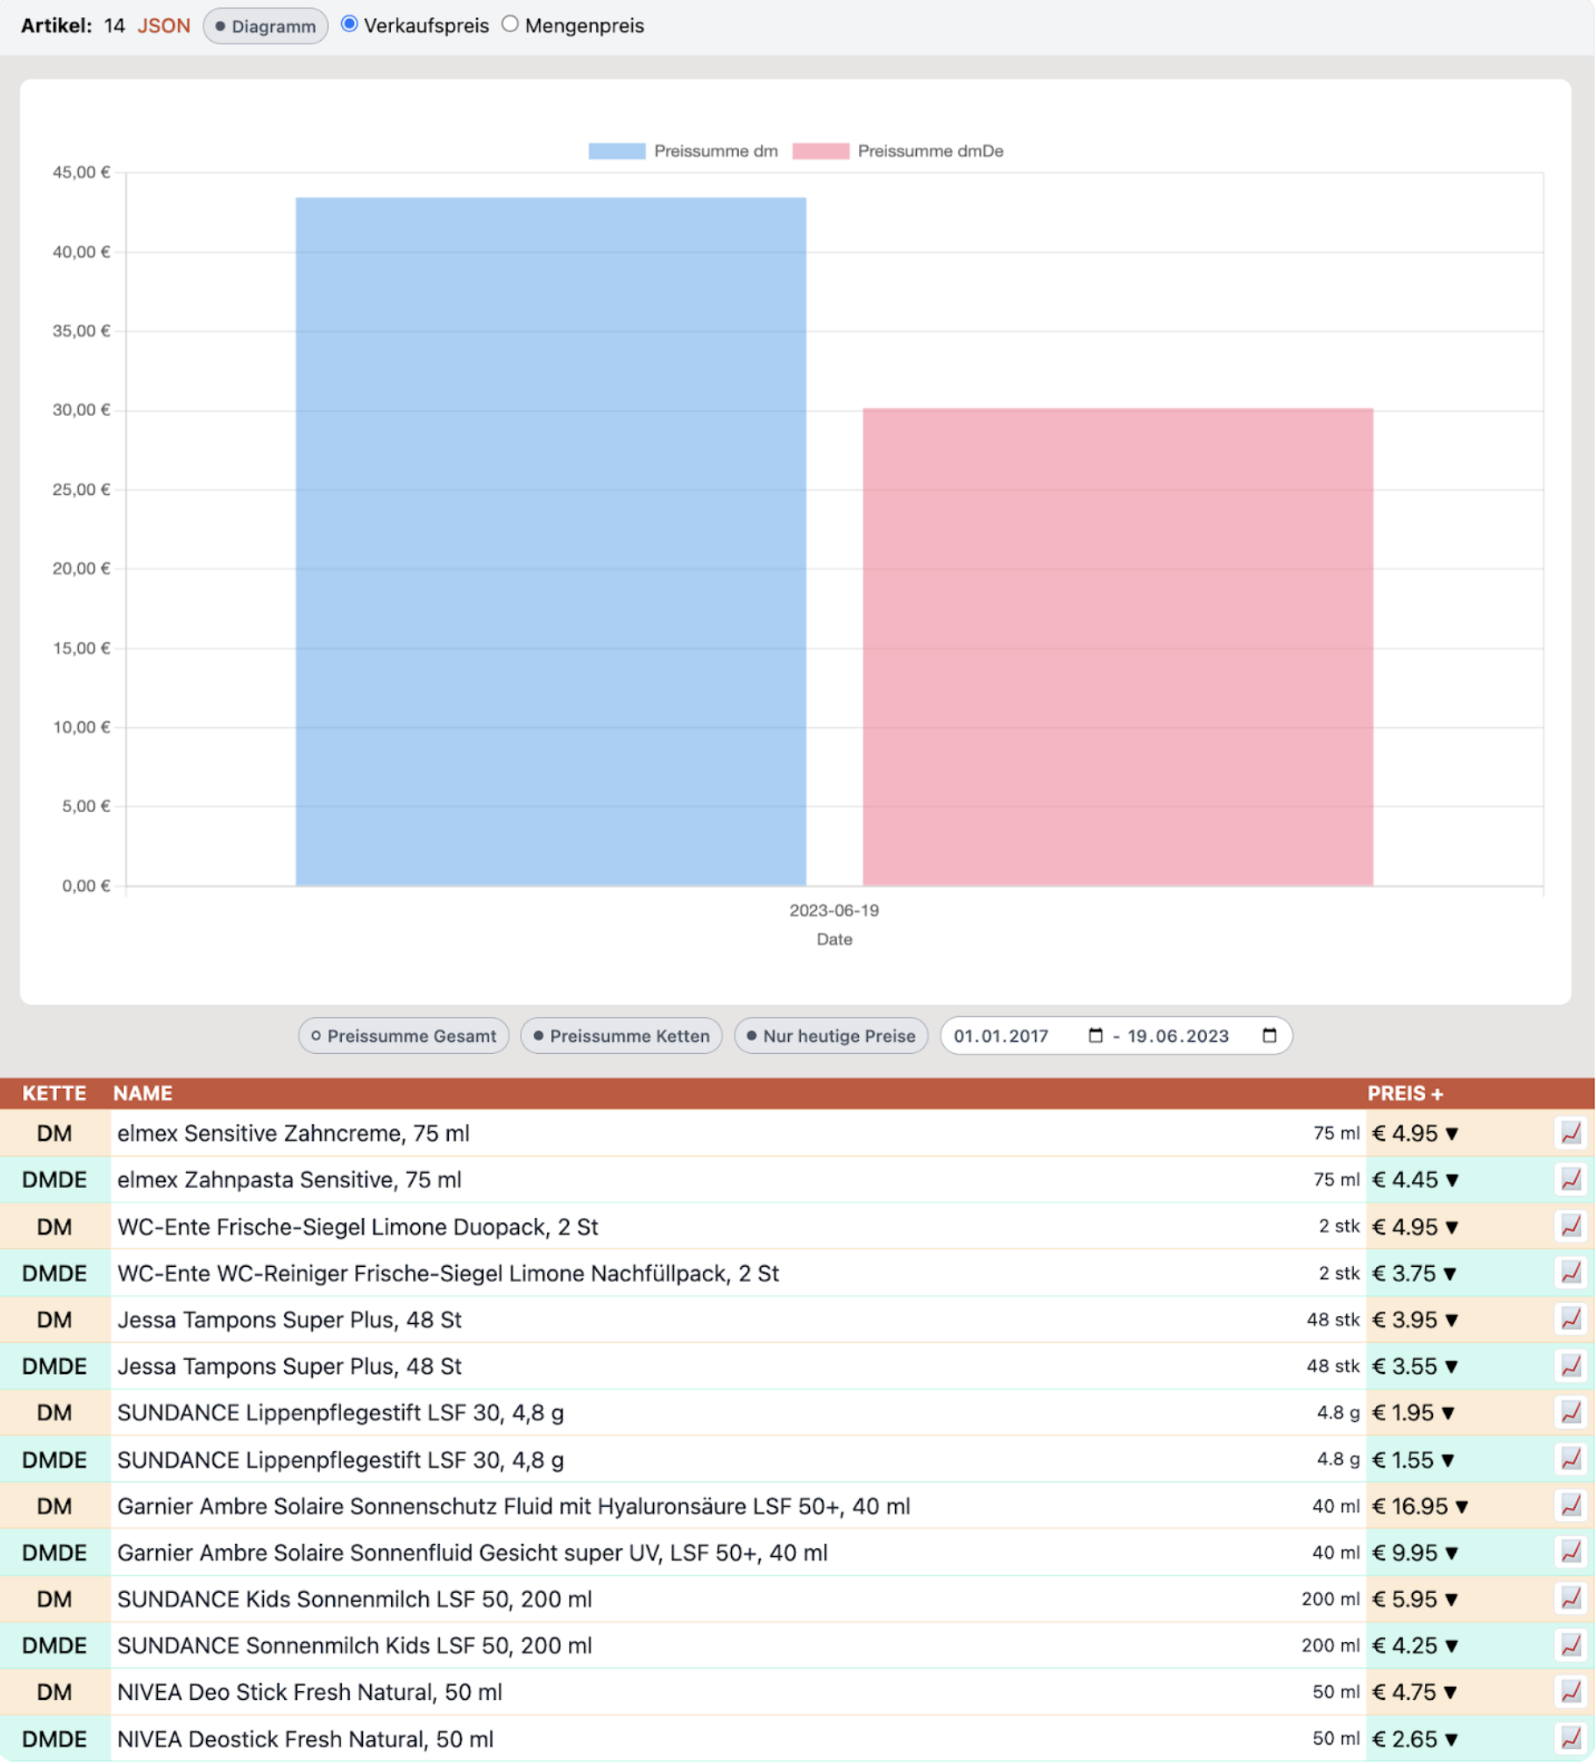 Artikel: 14 JSON Diagramm Verkaufspreis Mengenpreis
Preissumme dm Preissumme dmDe
45,00 €
40,00 €
35,00 €
30,00 €
25,00 €
20,00 €
15,00 €
10,00 €
5,00 €
0,00 €
2023-06-19
Date
Preissumme Gesamt Preissumme Ketten Nur heutige Preise 01.01.2017 - 19.06.2023
KETTE NAME PREIS +
DM elmex Sensitive Zahncreme, 75 ml 75 ml € 4.95 ▼
DMDE elmex Zahnpasta Sensitive, 75 ml 75 ml € 4.45 ▼
DM WC-Ente Frische-Siegel Limone Duopack, 2 St 2 stk € 4.95 ▼
DMDE WC-Ente WC-Reiniger Frische-Siegel Limone Nachfüllpack, 2 St 2 stk € 3.75 ▼
DM Jessa Tampons Super Plus, 48 St 48 stk € 3.95 ▼
DMDE Jessa Tampons Super Plus, 48 St 48 stk € 3.55 ▼
DM SUNDANCE Lippenpflegestift LSF 30, 4,8 g 4.8 g € 1.95 ▼
DMDE SUNDANCE Lippenpflegestift LSF 30, 4,8 g 4.8 g € 1.55 ▼
DM Garnier Ambre Solaire Sonnenschutz Fluid mit Hyaluronsäure LSF 50+, 40 ml 40 ml € 16.95 ▼
DMDE Garnier Ambre Solaire Sonnenfluid Gesicht super UV, LSF 50+, 40 ml 40 ml € 9.95 ▼
DM SUNDANCE Kids Sonnenmilch LSF 50, 200 ml 200 ml € 5.95 ▼
DMDE SUNDANCE Sonnenmilch Kids LSF 50, 200 ml 200 ml € 4.25 ▼
DM NIVEA Deo Stick Fresh Natural, 50 ml 50 ml € 4.75 ▼
DMDE NIVEA Deostick Fresh Natural, 50 ml 50 ml € 2.65 ▼